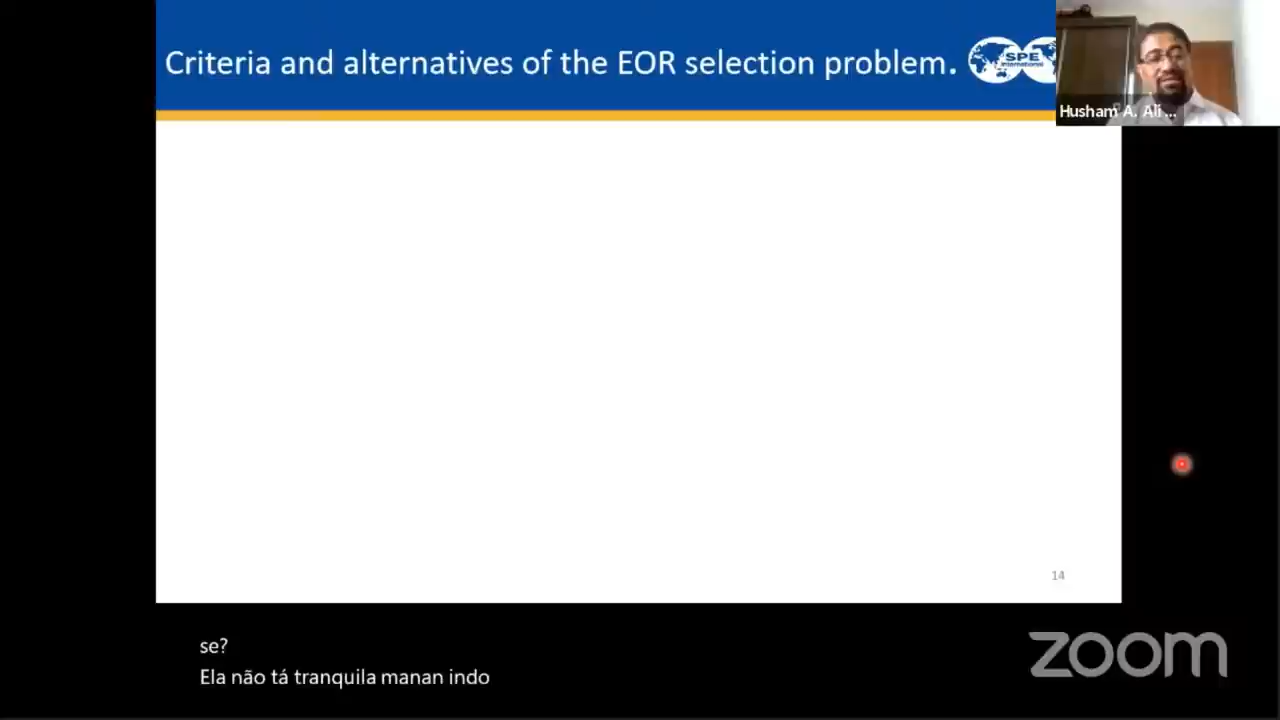 Criteria and alternatives of the EOR selection problem.
SPE
International
Husham A. Ali ...
14
se?
Ela não tá tranquila manan indo
zoom